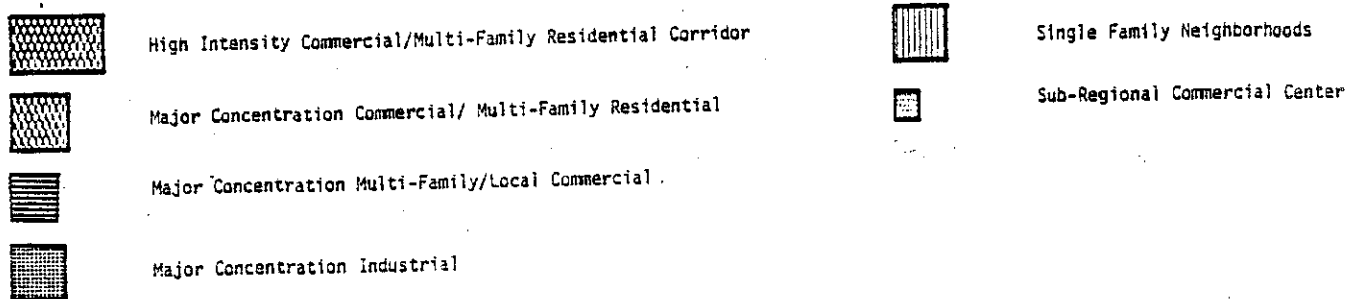 High Intensity Commercial/Multi-Family Residential Corridor
Major Concentration Commercial/ Multi-Family Residential
Major Concentration Multi-Family/Local Commercial
Major Concentration Industrial
Single Family Neighborhoods
Sub-Regional Commercial Center